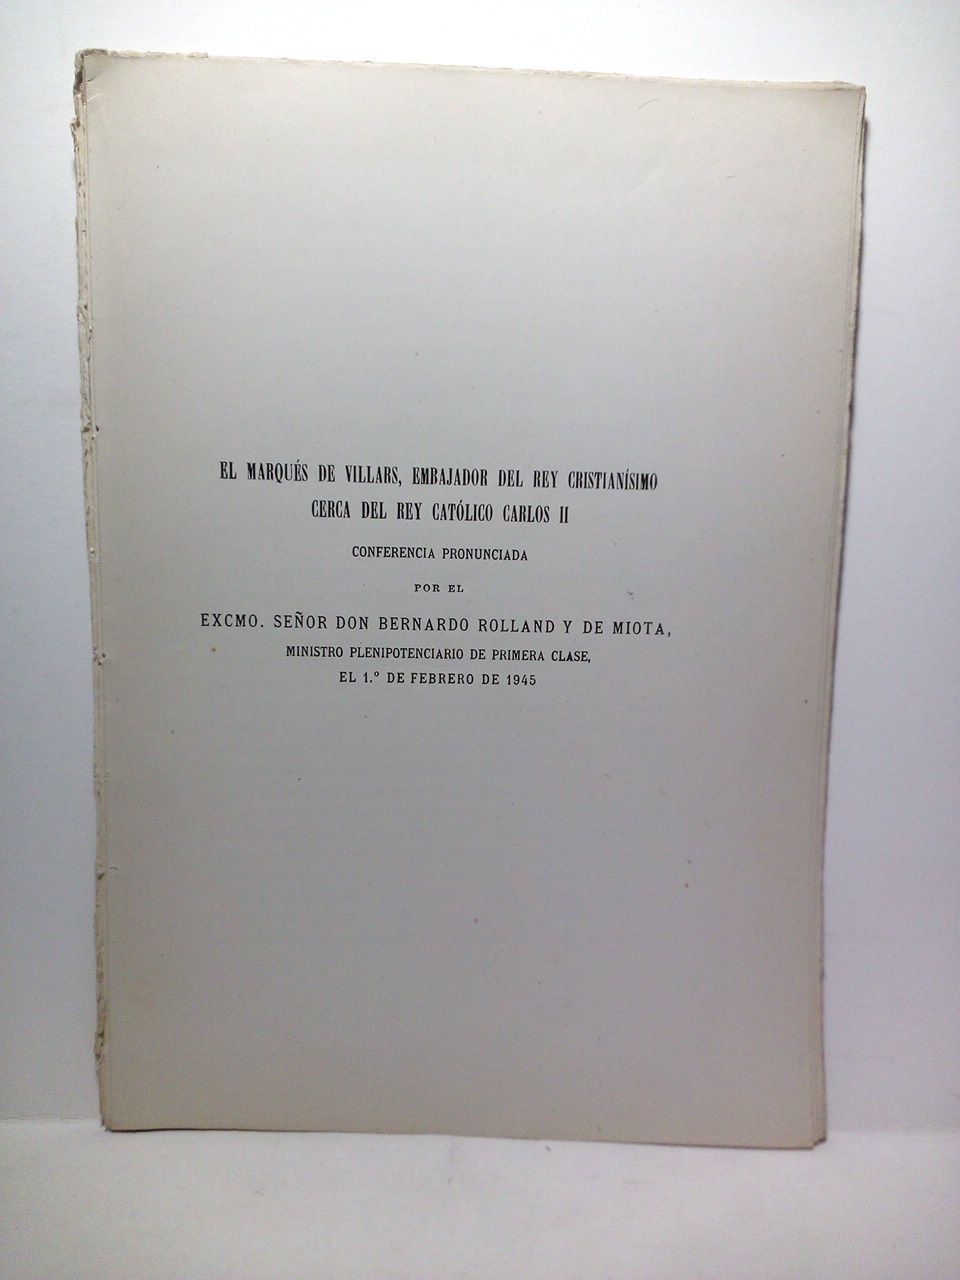 EL MARQUÉS DE VILLARS, EMBAJADOR DEL REY CRISTIANÍSIMO
CERCA DEL REY CATÓLICO CARLOS II
CONFERENCIA PRONUNCIADA
POR EL
EXCMO. SEÑOR DON BERNARDO ROLLAND Y DE MIOTA,
MINISTRO PLENIPOTENCIARIO DE PRIMERA CLASE,
EL 1.º DE FEBRERO DE 1945